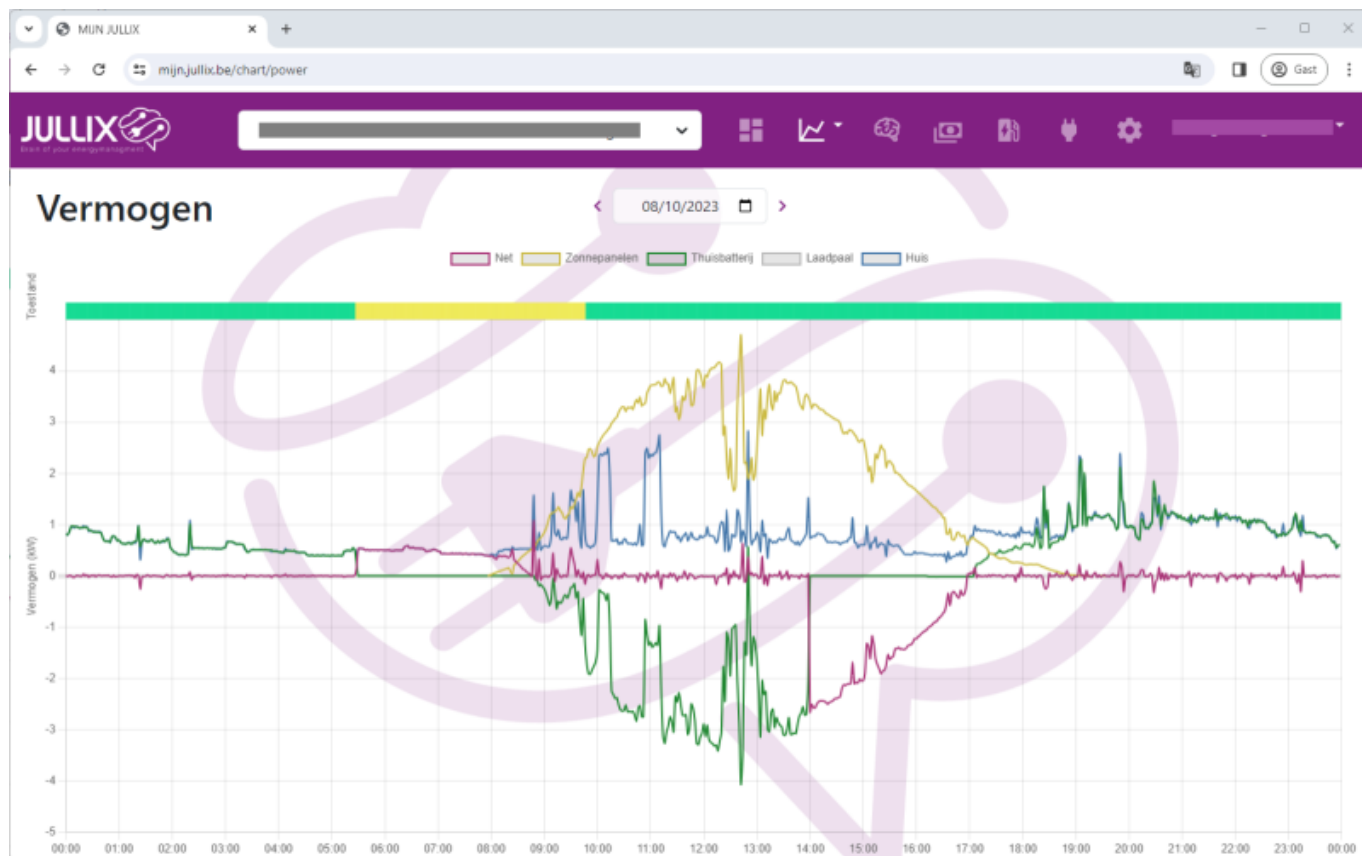 MIJN JULLIX
mijn.jullix.be/chart/power
Gast
JULLIX
Brain of your energymanagment
Vermogen
08/10/2023
Net Zonnepanelen Thuisbatterij Laadpaal Huis
Toestand
Vermogen (kW)
4
3
2
1
0
-1
-2
-3
-4
-5
00:00 01:00 02:00 03:00 04:00 05:00 06:00 07:00 08:00 09:00 10:00 11:00 12:00 13:00 14:00 15:00 16:00 17:00 18:00 19:00 20:00 21:00 22:00 23:00 00:00